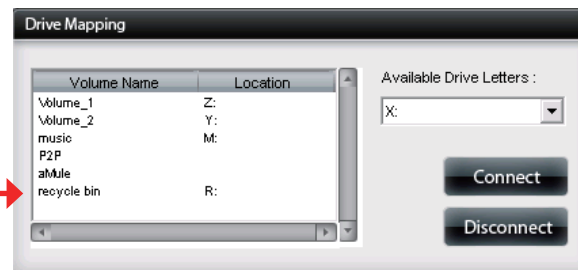 Drive Mapping
Volume Name Location
Volume_1 Z:
Volume_2 Y:
music M:
P2P
aMule
recycle bin R:
Available Drive Letters :
X:
Connect
Disconnect